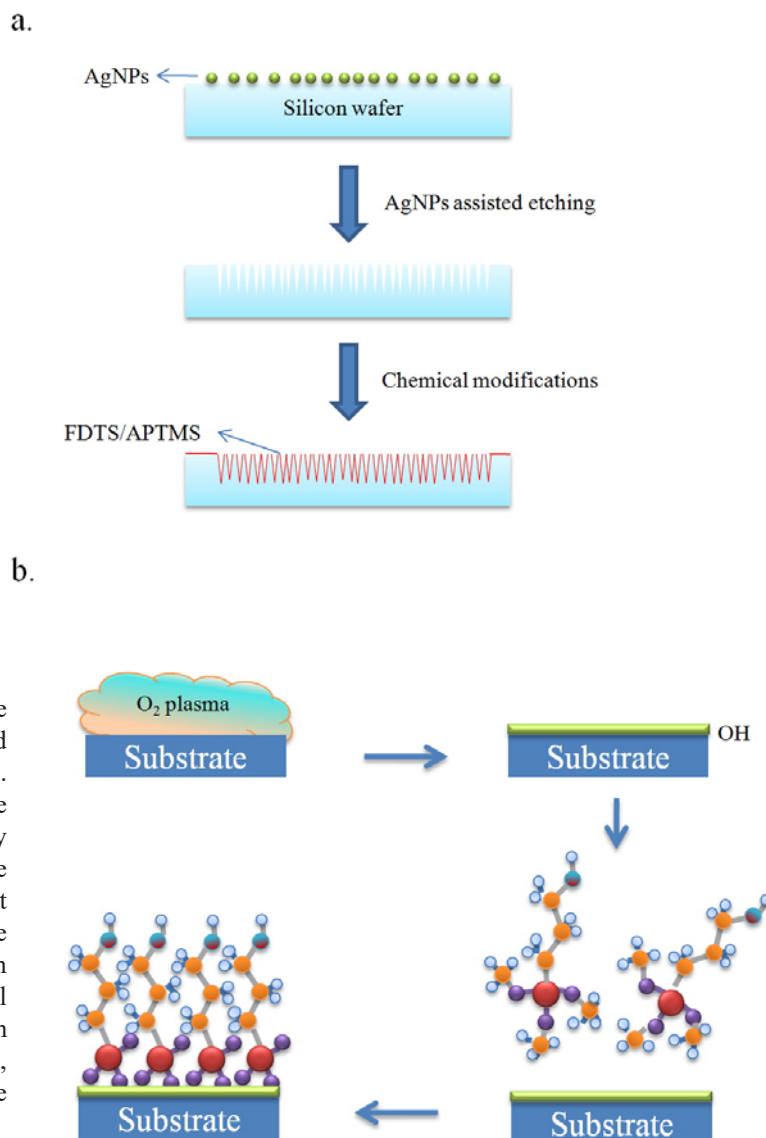 a.
AgNPs
Silicon wafer
AgNPs assisted etching
Chemical modifications
FDTS/APTMS
b.
O₂ plasma
Substrate
OH
Substrate
Substrate
Substrate
e
d
.
e
y
e
t
e
n
l
n
,
e